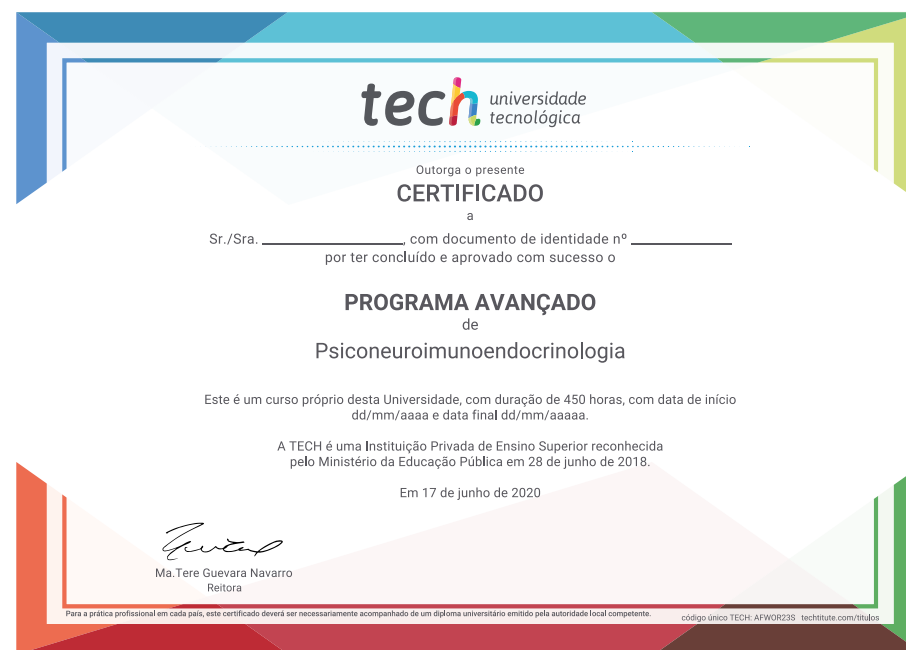 tech universidade
tecnológica
Outorga o presente
CERTIFICADO
a
Sr./Sra. ________________, com documento de identidade nº ____________
por ter concluído e aprovado com sucesso o
PROGRAMA AVANÇADO
de
Psiconeuroimunoendocrinologia
Este é um curso próprio desta Universidade, com duração de 450 horas, com data de início
dd/mm/aaaa e data final dd/mm/aaaaa.
A TECH é uma Instituição Privada de Ensino Superior reconhecida
pelo Ministério da Educação Pública em 28 de junho de 2018.
Em 17 de junho de 2020
Ma.Tere Guevara Navarro
Reitora
Para a prática profissional em cada país, este certificado deverá ser necessariamente acompanhado de um diploma universitário emitido pela autoridade local competente.
código único TECH: AFWOR23S techtitute.com/titulos